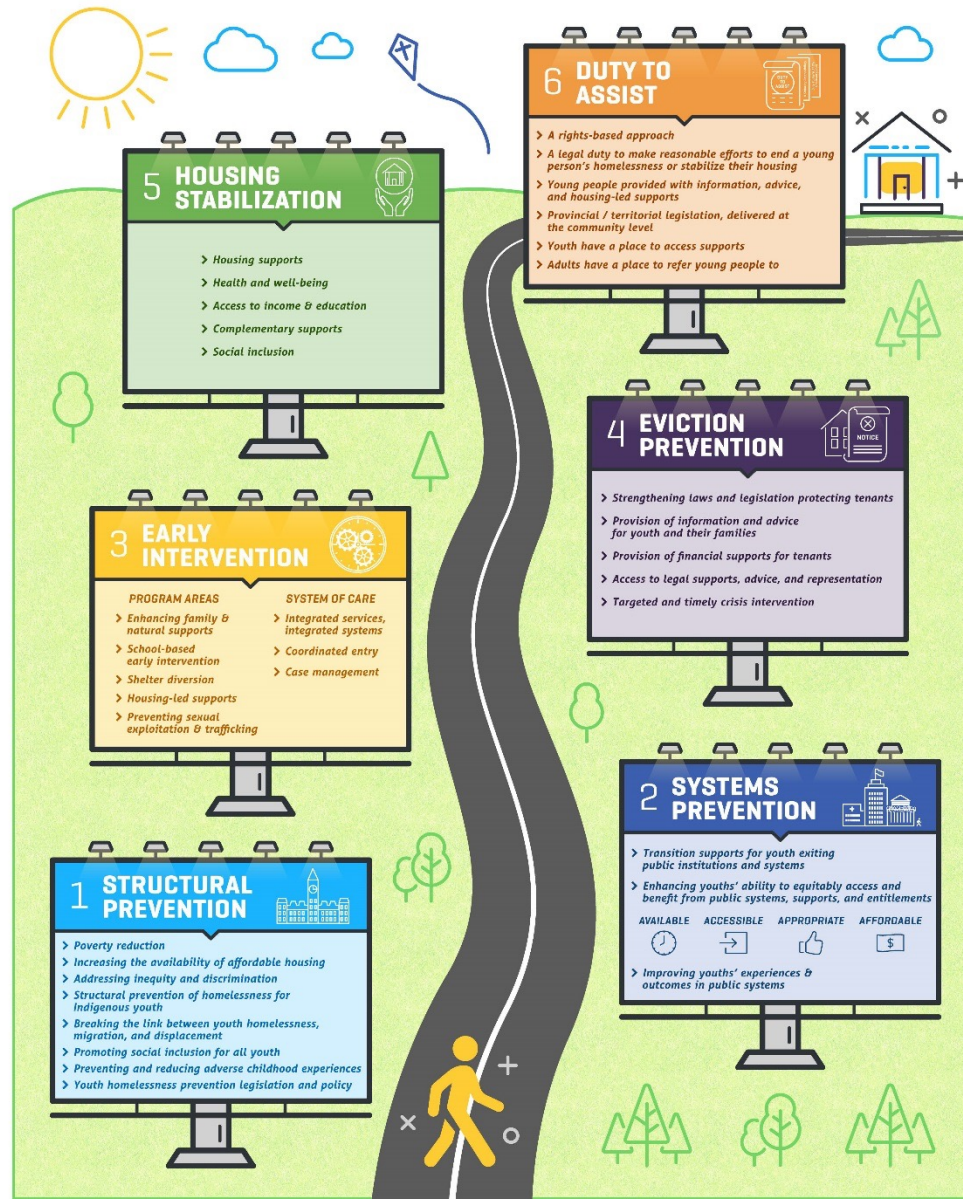 6 DUTY TO
ASSIST
DUTY
TO
ASSIST
> A rights-based approach
> A legal duty to make reasonable efforts to end a young
person's homelessness or stabilize their housing
> Young people provided with information, advice,
and housing-led supports
> Provincial / territorial legislation, delivered at
the community level
> Youth have a place to access supports
> Adults have a place to refer young people to
5 HOUSING
STABILIZATION
> Housing supports
> Health and well-being
> Access to income & education
> Complementary supports
> Social inclusion
4 EVICTION
PREVENTION
NOTICE
> Strengthening laws and legislation protecting tenants
> Provision of information and advice
for youth and their families
> Provision of financial supports for tenants
> Access to legal supports, advice, and representation
> Targeted and timely crisis intervention
3 EARLY
INTERVENTION
PROGRAM AREAS
> Enhancing family &
natural supports
> School-based
early intervention
> Shelter diversion
> Housing-led supports
> Preventing sexual
exploitation & trafficking
SYSTEM OF CARE
> Integrated services,
integrated systems
> Coordinated entry
> Case management
2 SYSTEMS
PREVENTION
> Transition supports for youth exiting
public institutions and systems
> Enhancing youths' ability to equitably access and
benefit from public systems, supports, and entitlements
AVAILABLE ACCESSIBLE APPROPRIATE AFFORDABLE
$
> Improving youths' experiences &
outcomes in public systems
1 STRUCTURAL
PREVENTION
> Poverty reduction
> Increasing the availability of affordable housing
> Addressing inequity and discrimination
> Structural prevention of homelessness for
Indigenous youth
> Breaking the link between youth homelessness,
migration, and displacement
> Promoting social inclusion for all youth
> Preventing and reducing adverse childhood experiences
> Youth homelessness prevention legislation and policy